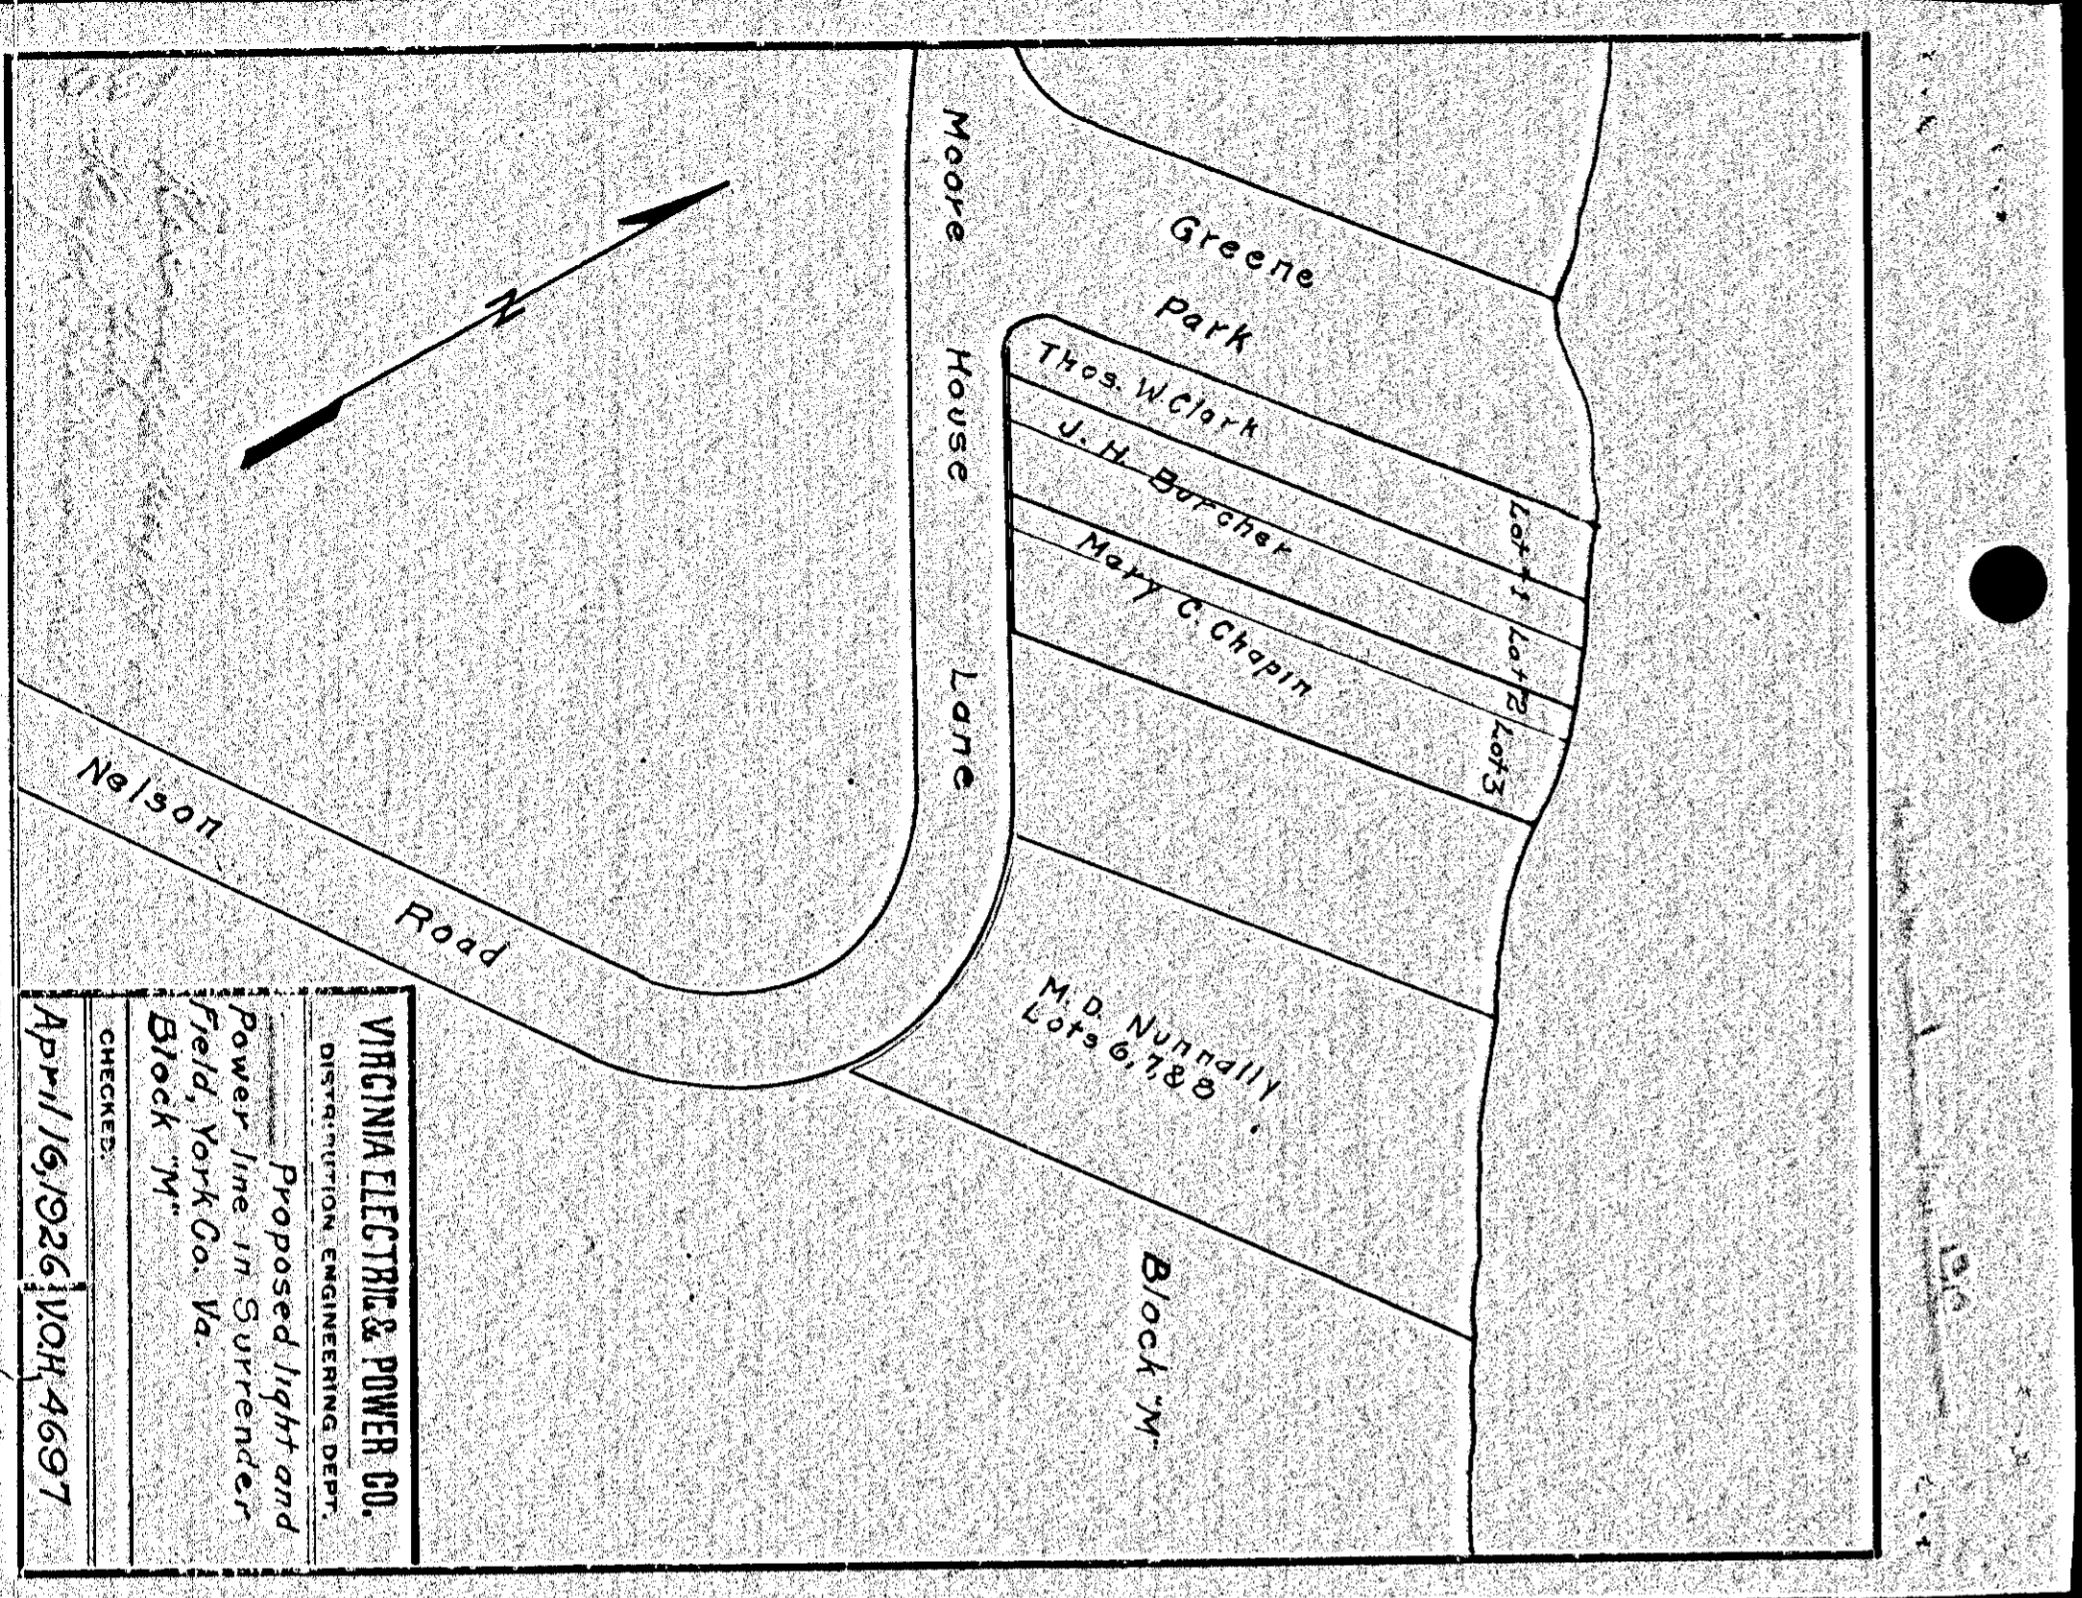 Moore House Lane
Greene
Park
Thos. W Clark
J. H. Burcher
Mary C. Chapin
Lot 1
Lot 2
Lot 3
M. D. Nunnally
Lots 6, 7, & 8
Block "M"
N
Nelson Road
VIRGINIA ELECTRIC & POWER CO.
DISTRIBUTION ENGINEERING DEPT.
Proposed light and
Power line in Surrender
Field, York Co. Va.
Block "M"
CHECKED:
April 16, 1926 V.O.H. 4697